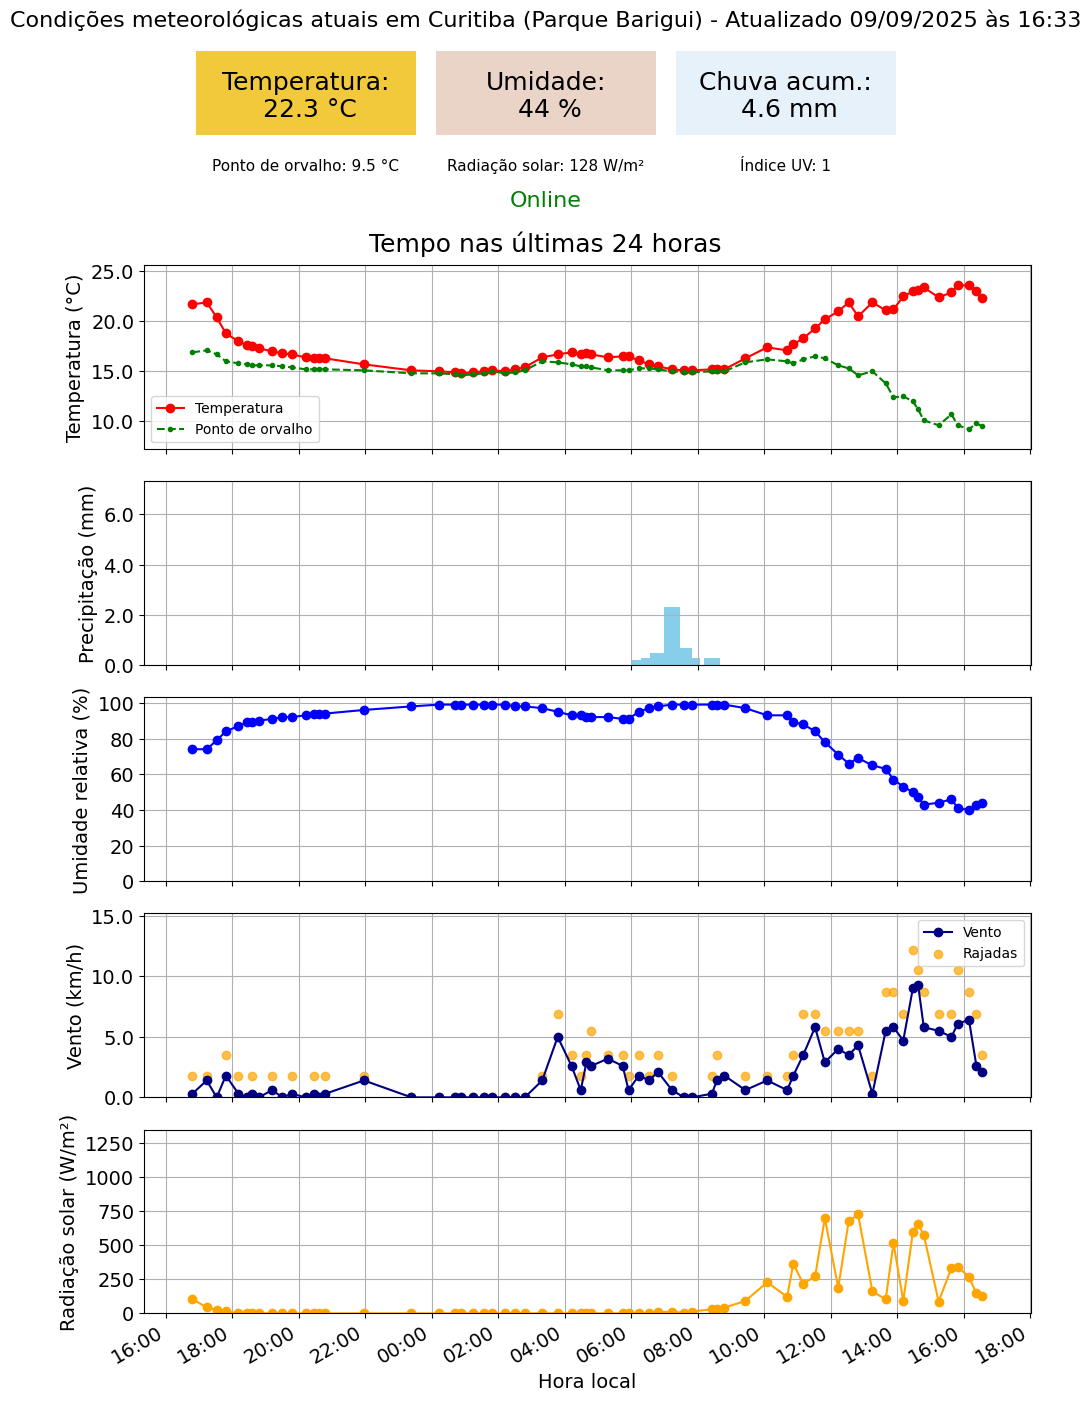 Condições meteorológicas atuais em Curitiba (Parque Barigui) - Atualizado 09/09/2025 às 16:33
Temperatura:
22.3 °C
Umidade:
44 %
Chuva acum.:
4.6 mm
Ponto de orvalho: 9.5 °C
Radiação solar: 128 W/m²
Índice UV: 1
Online
Tempo nas últimas 24 horas
Temperatura (°C)
25.0
20.0
15.0
10.0
Temperatura
Ponto de orvalho
Precipitação (mm)
6.0
4.0
2.0
0.0
Umidade relativa (%)
100
80
60
40
20
0
Vento (km/h)
15.0
10.0
5.0
0.0
Vento
Rajadas
Radiação solar (W/m²)
1250
1000
750
500
250
0
16:00
18:00
20:00
22:00
00:00
02:00
04:00
06:00
08:00
10:00
12:00
14:00
16:00
18:00
Hora local